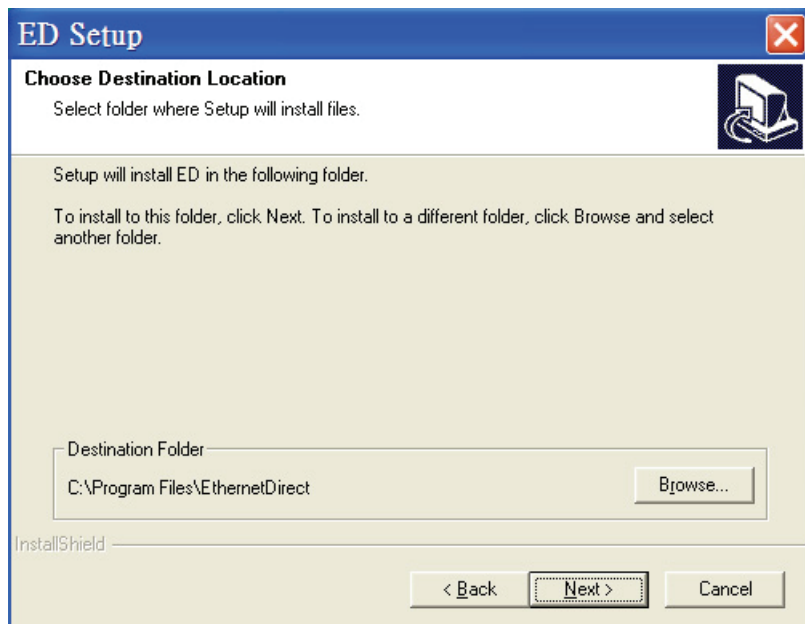 ED Setup
Choose Destination Location
Select folder where Setup will install files.
Setup will install ED in the following folder.
To install to this folder, click Next. To install to a different folder, click Browse and select
another folder.
Destination Folder
C:\Program Files\EthernetDirect
Browse...
InstallShield
< Back
Next >
Cancel